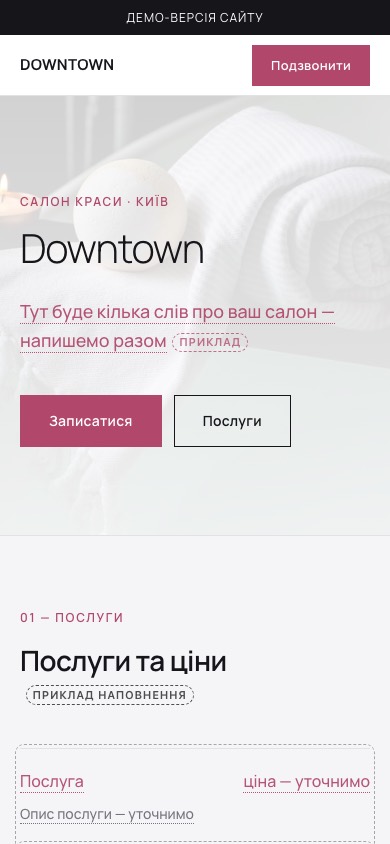 ДЕМО-ВЕРСІЯ САЙТУ
DOWNTOWN
Подзвонити
САЛОН КРАСИ · КИЇВ
Downtown
Тут буде кілька слів про ваш салон —
напишемо разом ПРИКЛАД
Записатися Послуги
01 — ПОСЛУГИ
Послуги та ціни
ПРИКЛАД НАПОВНЕННЯ
Послуга ціна — уточнимо
Опис послуги — уточнимо